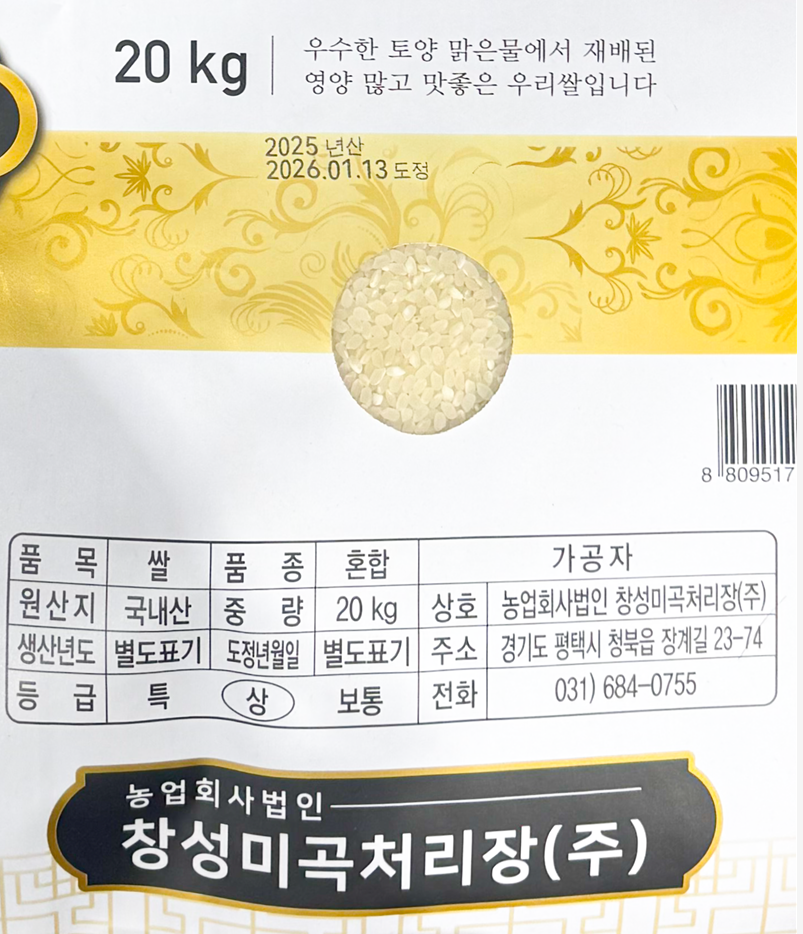 20 kg
우수한 토양 맑은물에서 재배된
영양 많고 맛좋은 우리쌀입니다
2025 년산
2026.01.13 도정
8 809517
품 목 쌀 품 종 혼합 가공자
원산지 국내산 중 량 20 kg 상호 농업회사법인 창성미곡처리장(주)
생산년도 별도표기 도정년월일 별도표기 주소 경기도 평택시 청북읍 장계길 23-74
등 급 특 상 보통 전화 031) 684-0755
농업회사법인
창성미곡처리장(주)